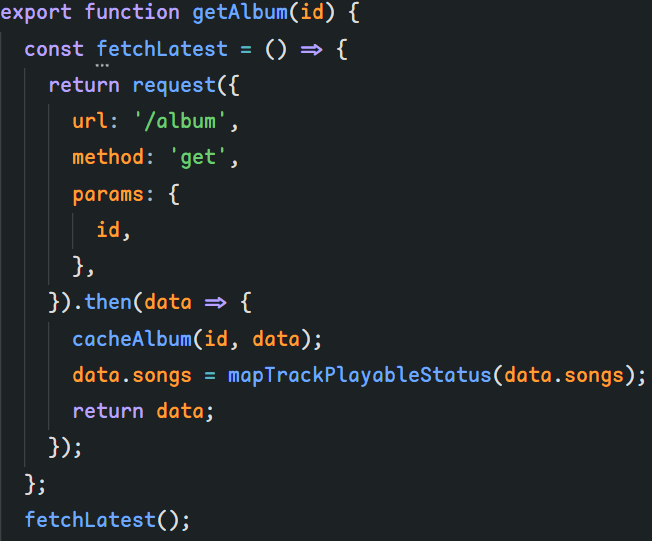 export function getAlbum(id) {
  const fetchLatest = () => {
    return request({
      url: '/album',
      method: 'get',
      params: {
        id,
      },
    }).then(data => {
      cacheAlbum(id, data);
      data.songs = mapTrackPlayableStatus(data.songs);
      return data;
    });
  };
  fetchLatest();